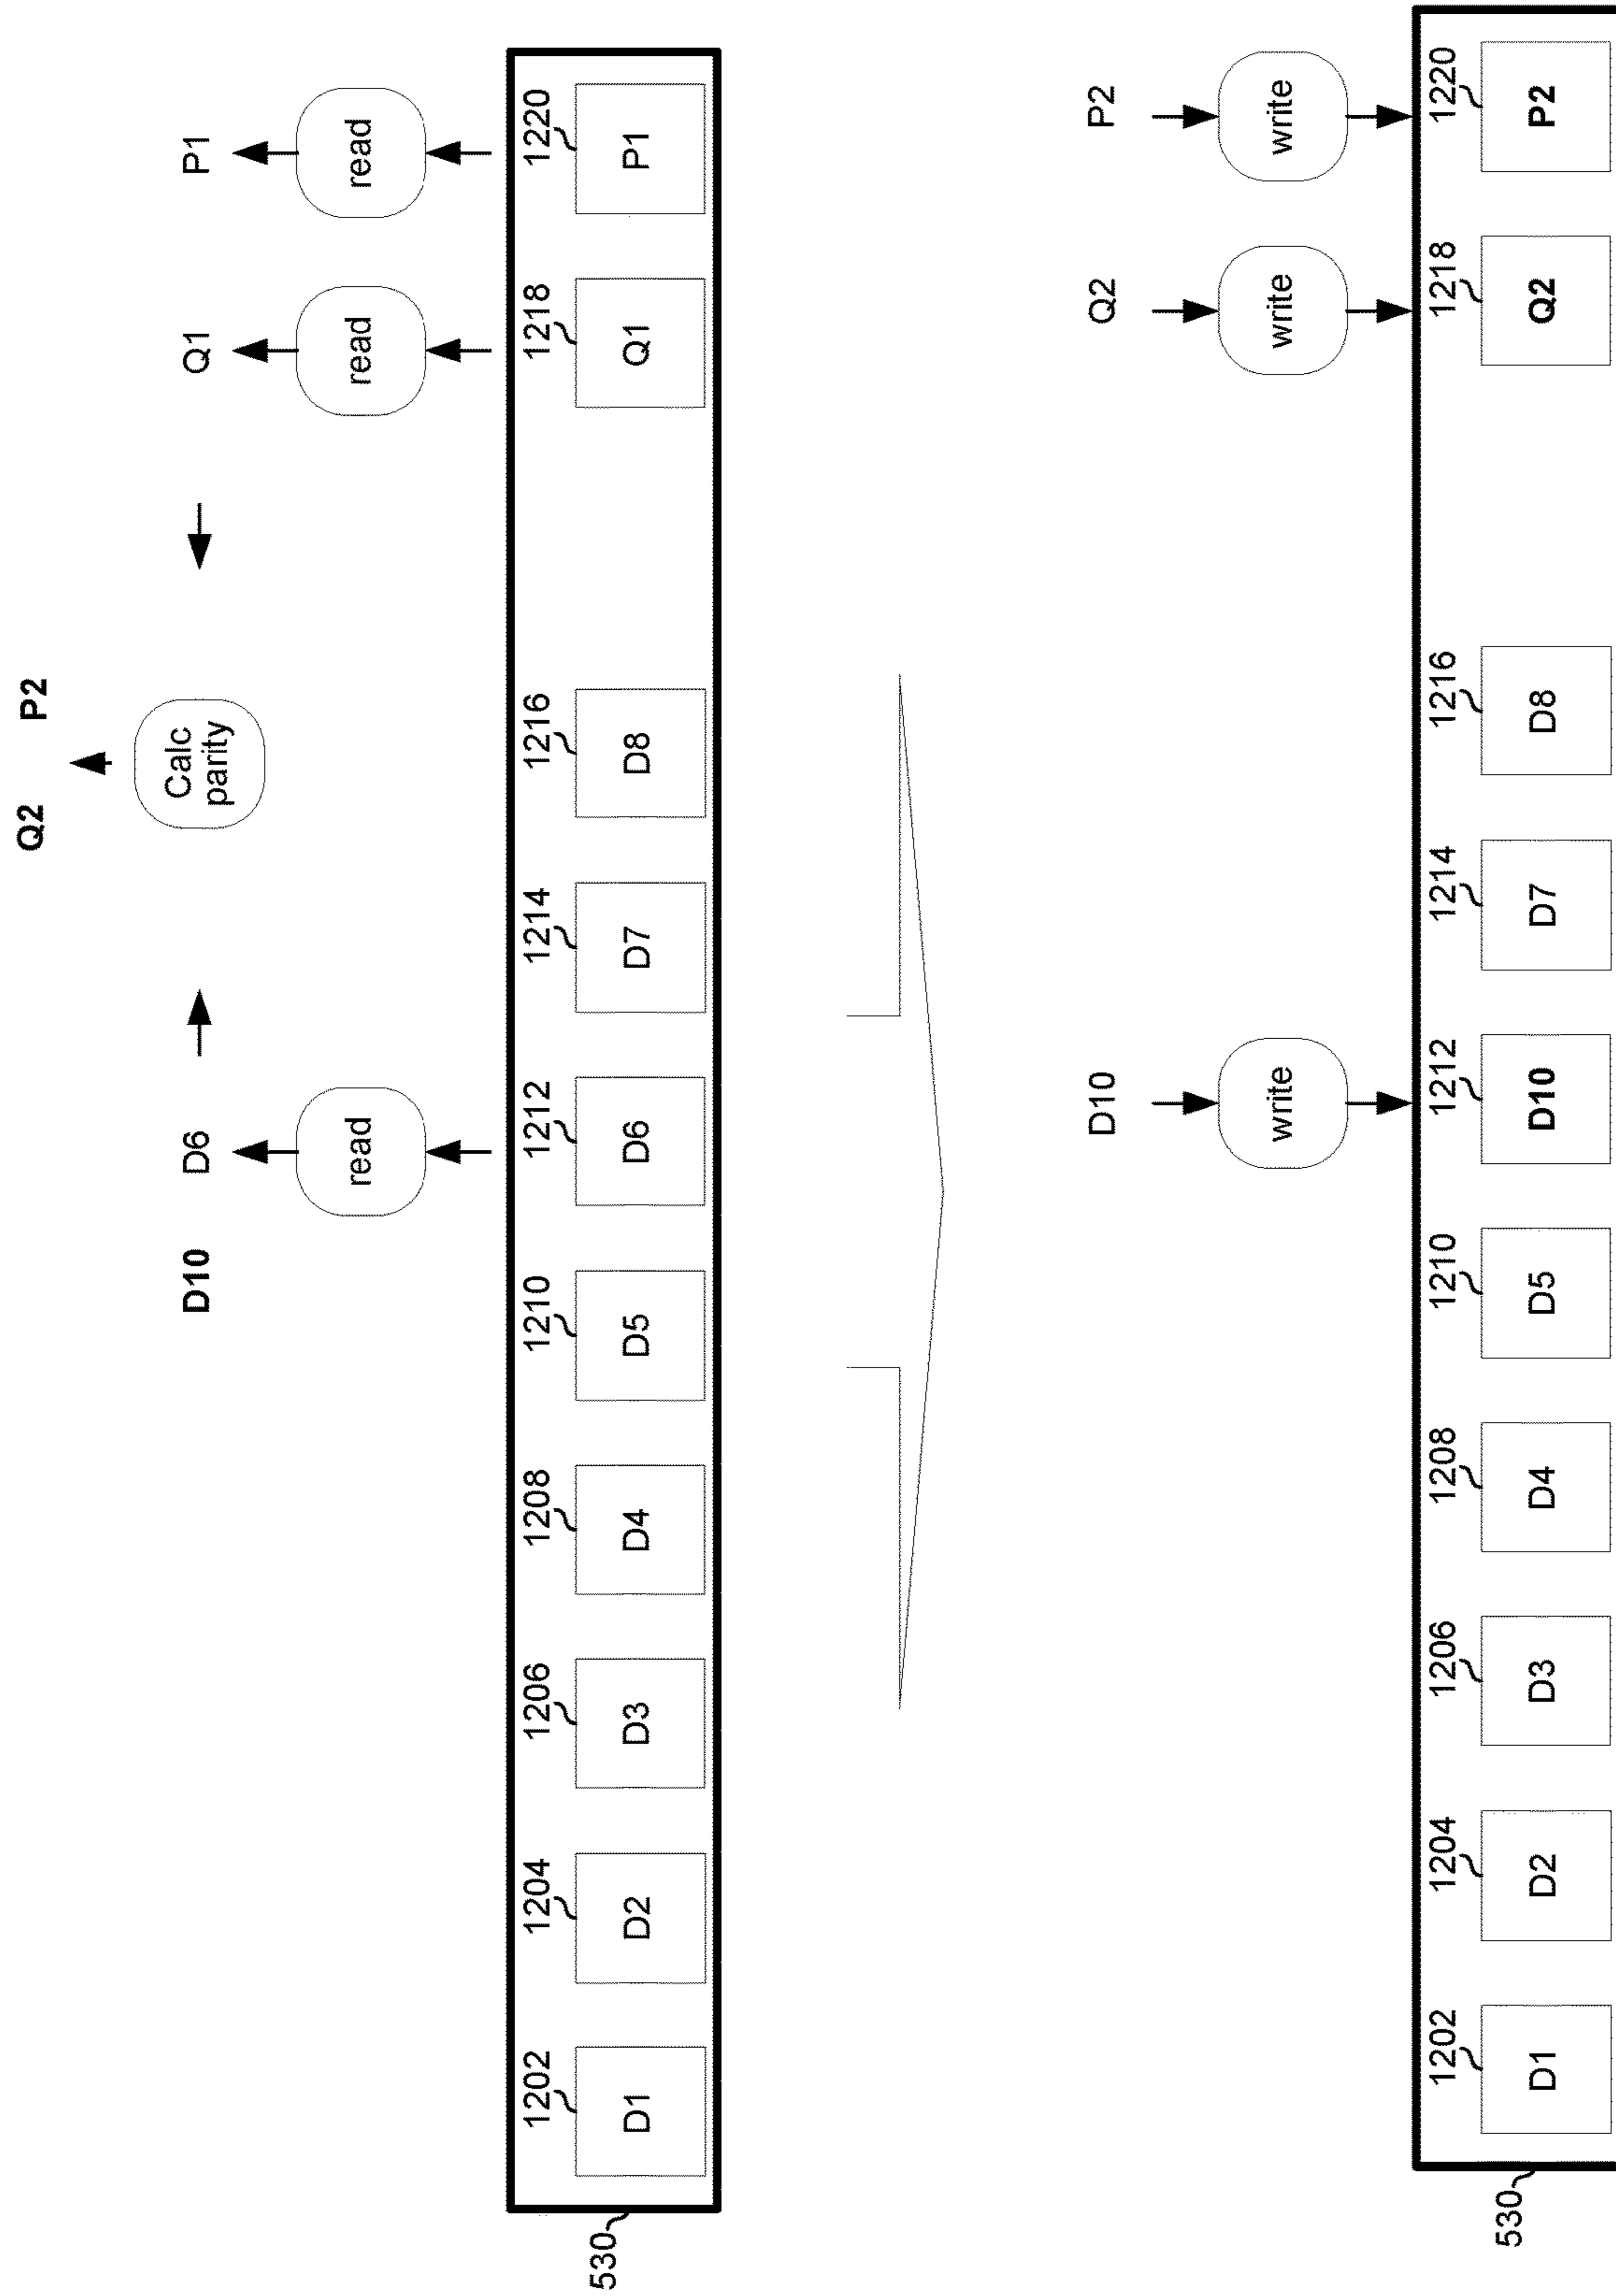 Q2 P2
Calc
parity
D10 D6 Q1 P1
read read read
1202 1204 1206 1208 1210 1212 1214 1216 1218 1220
D1 D2 D3 D4 D5 D6 D7 D8 Q1 P1
530
D10 Q2 P2
write write write
1202 1204 1206 1208 1210 1212 1214 1216 1218 1220
D1 D2 D3 D4 D5 D10 D7 D8 Q2 P2
530